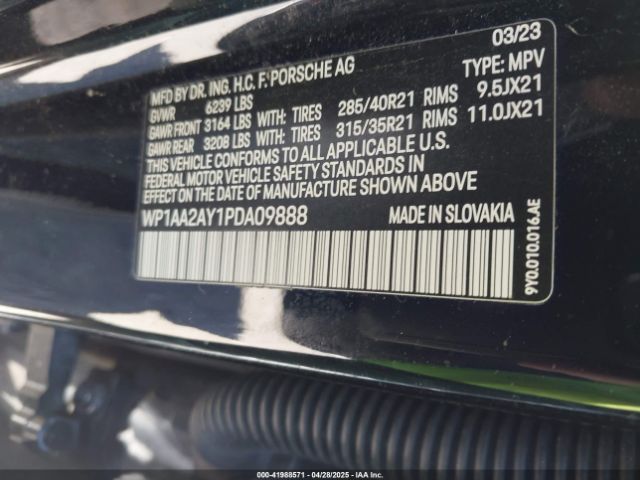 03/23
MFD BY DR. ING. H.C. F. PORSCHE AG
GVWR 6239 LBS TYPE: MPV
GAWR FRONT 3164 LBS WITH: TIRES 285/40R21 RIMS 9.5JX21
GAWR REAR 3208 LBS WITH: TIRES 315/35R21 RIMS 11.0JX21
THIS VEHICLE CONFORMS TO ALL APPLICABLE U.S.
FEDERAL MOTOR VEHICLE SAFETY STANDARDS IN
EFFECT ON THE DATE OF MANUFACTURE SHOWN ABOVE.
WP1AA2AY1PDA09888 MADE IN SLOVAKIA
9Y0.010.016.AE
000-41988571 - 04/28/2025 - IAA Inc.